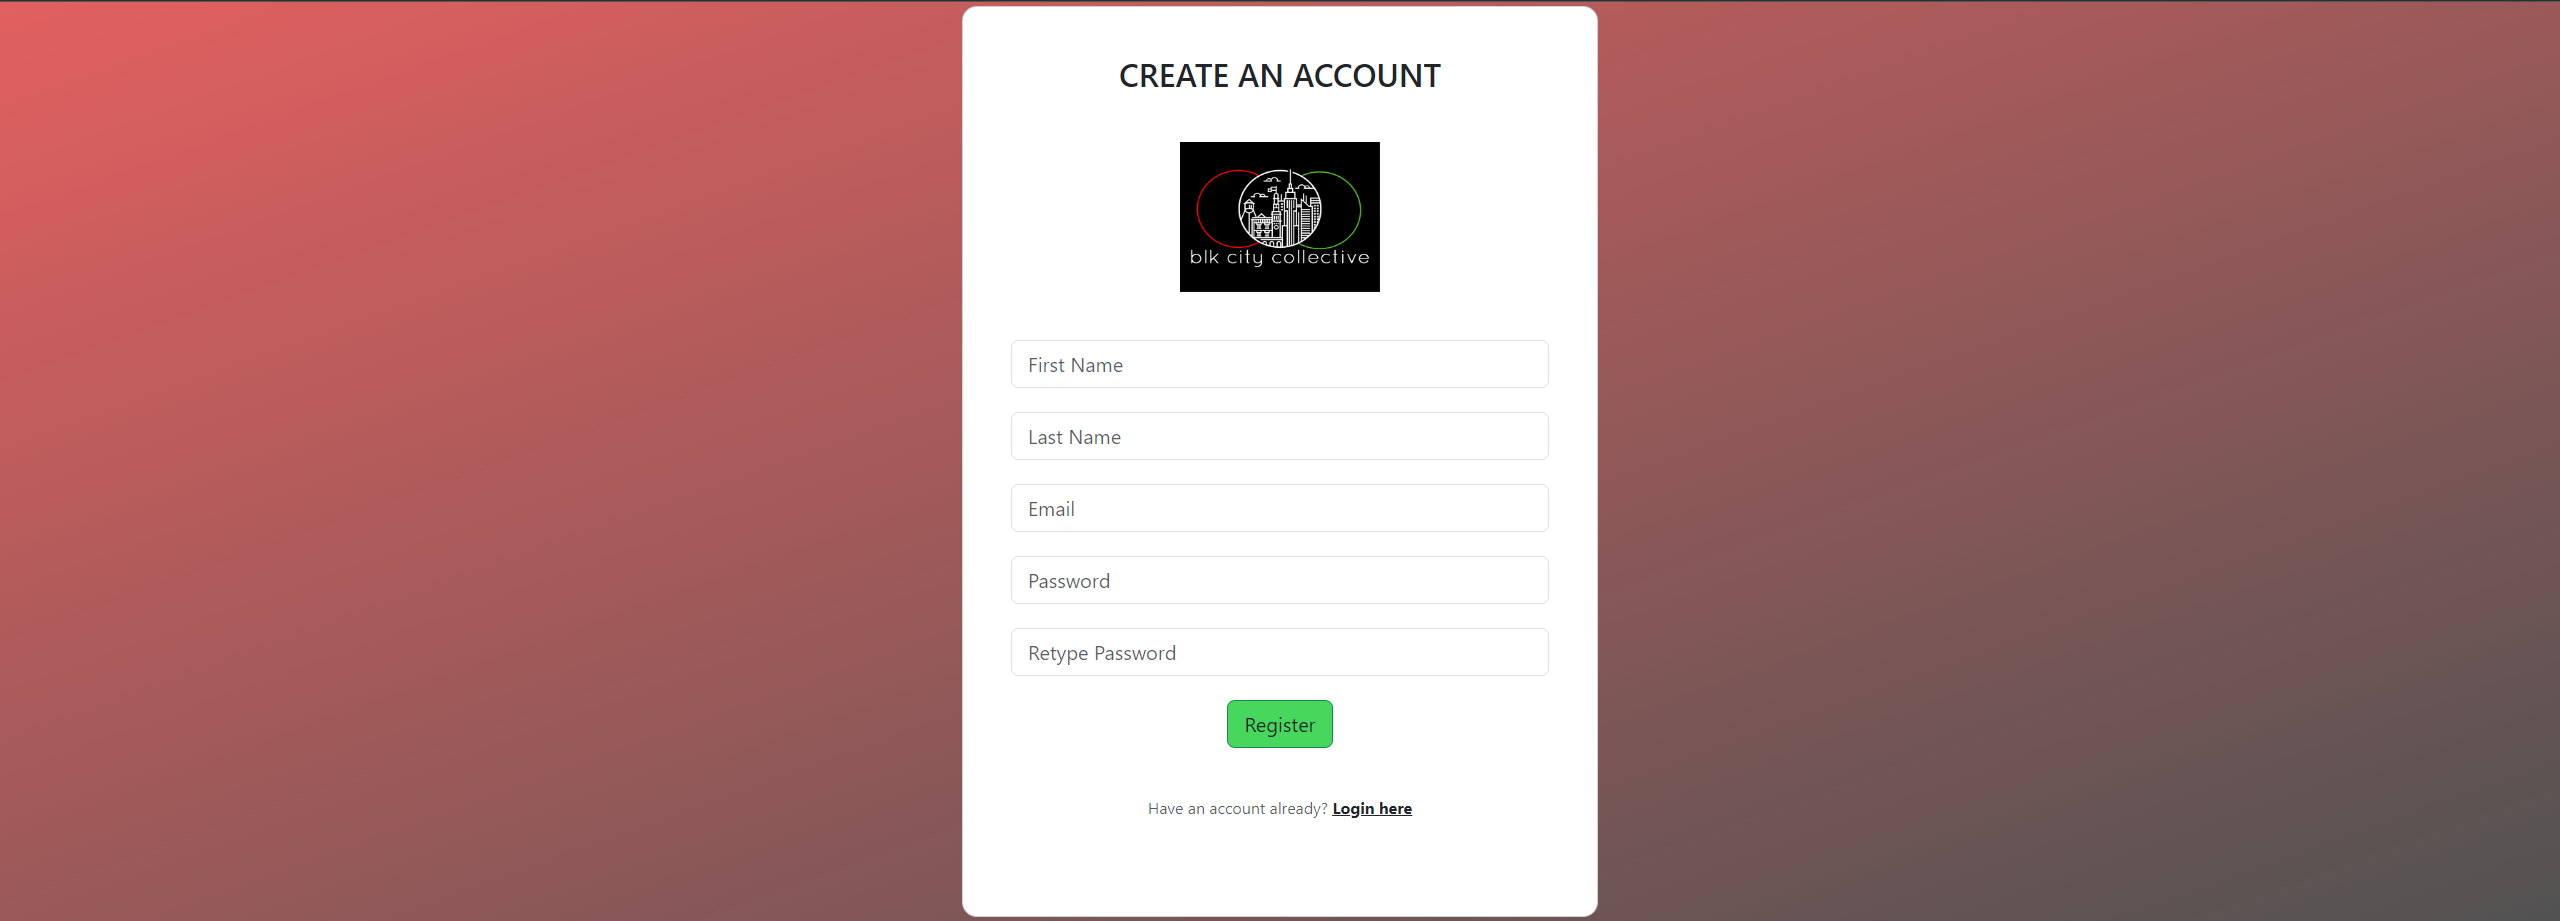 CREATE AN ACCOUNT
blk city collective
First Name
Last Name
Email
Password
Retype Password
Register
Have an account already? Login here